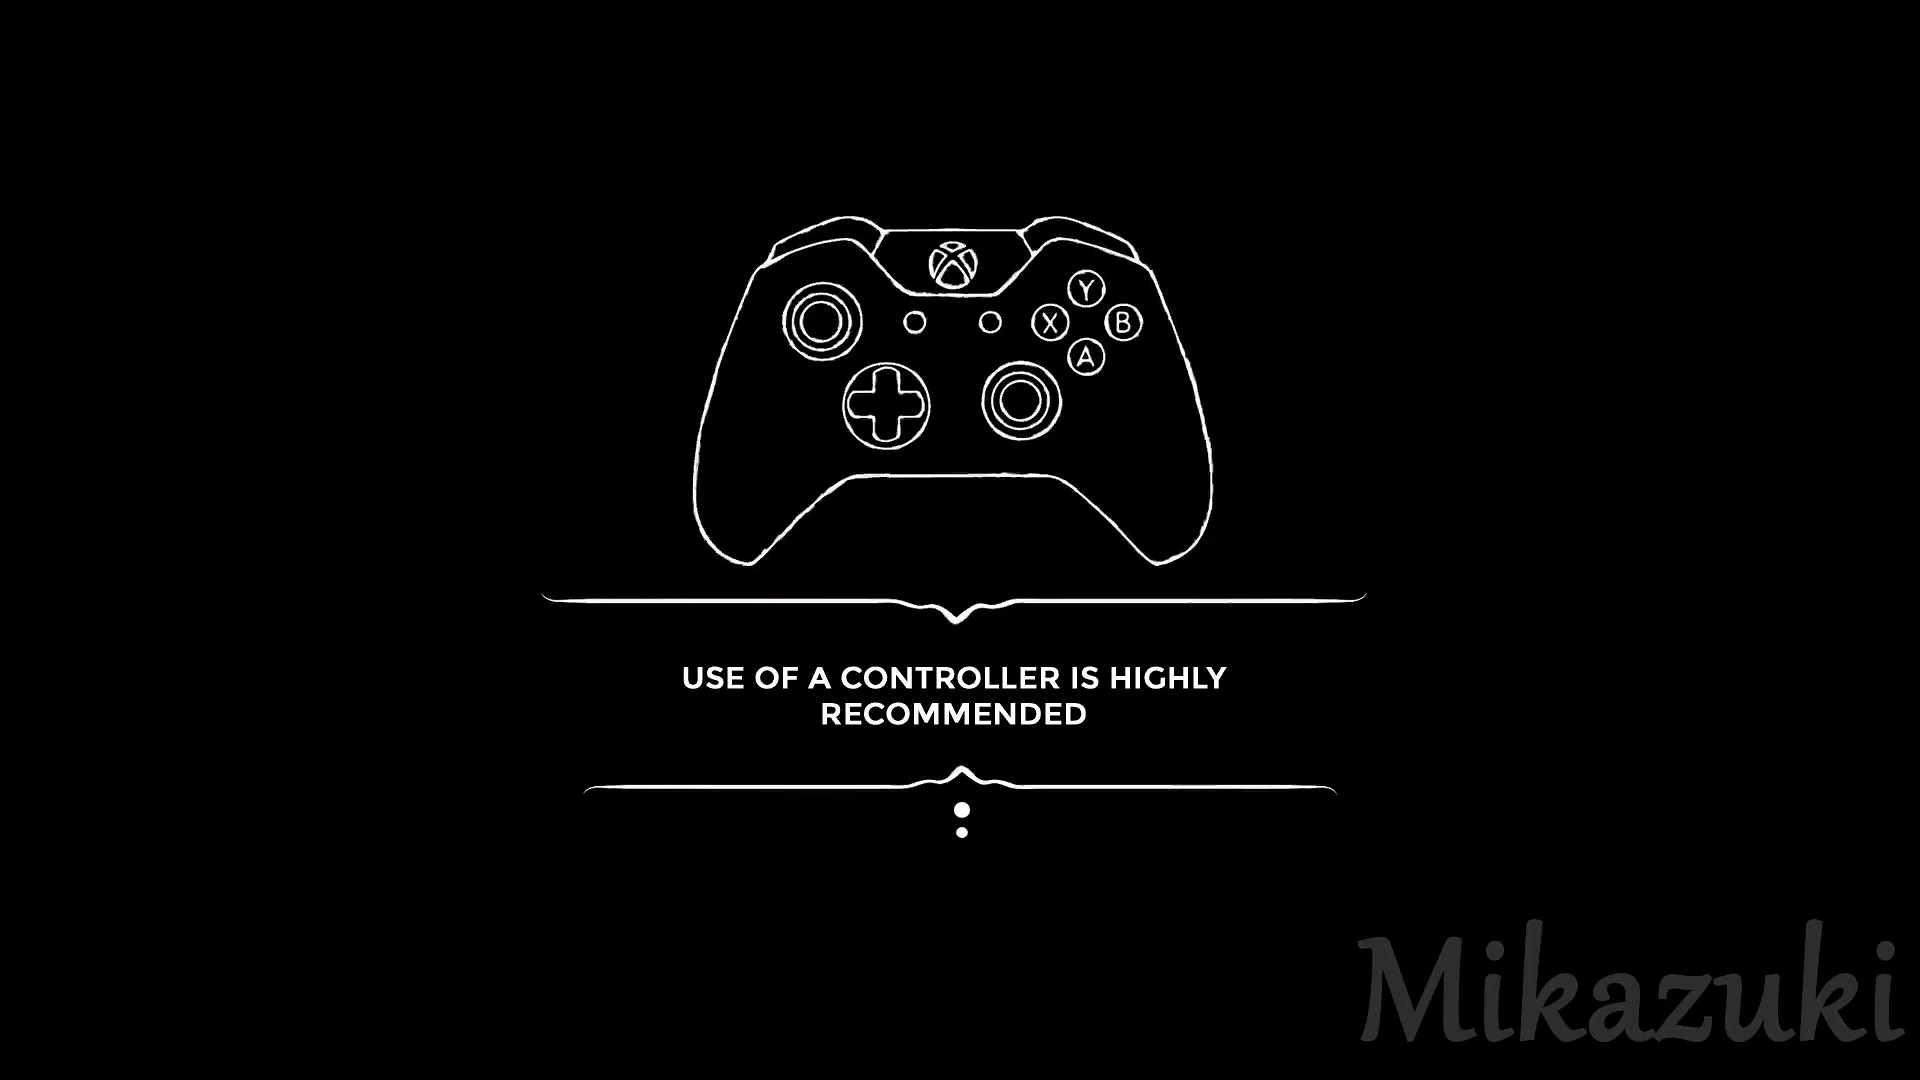 Y
X B
A
USE OF A CONTROLLER IS HIGHLY
RECOMMENDED
Mikazuki